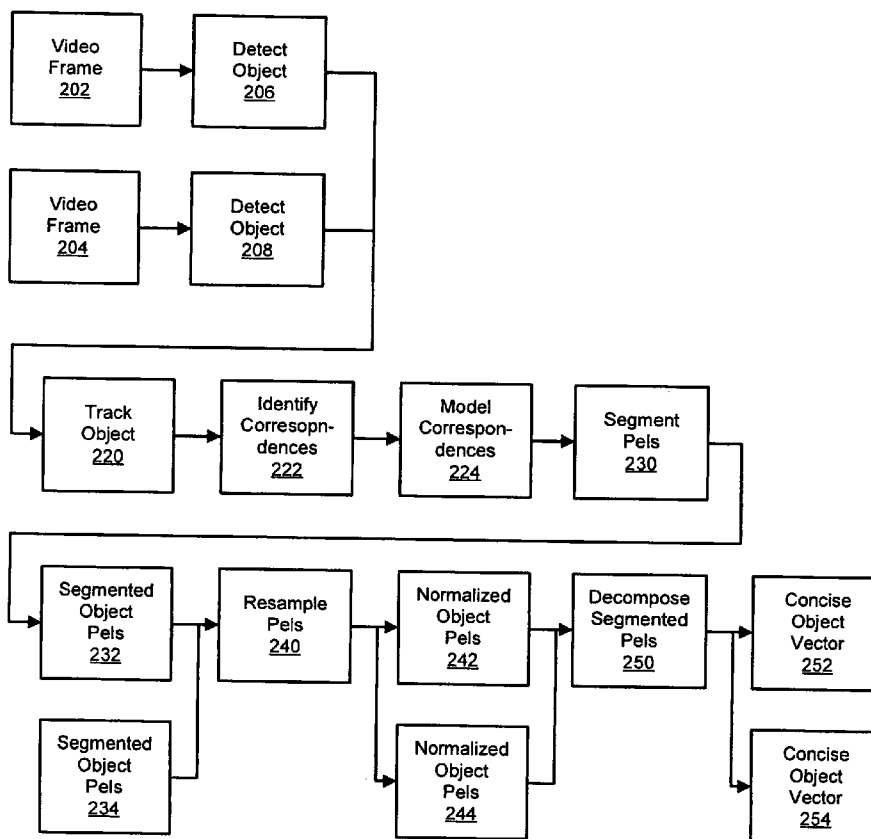 Video
Frame
202
Detect
Object
206
Video
Frame
204
Detect
Object
208
Track
Object
220
Identify
Corresopn-
dences
222
Model
Correspon-
dences
224
Segment
Pels
230
Segmented
Object
Pels
232
Resample
Pels
240
Normalized
Object
Pels
242
Decompose
Segmented
Pels
250
Concise
Object
Vector
252
Segmented
Object
Pels
234
Normalized
Object
Pels
244
Concise
Object
Vector
254